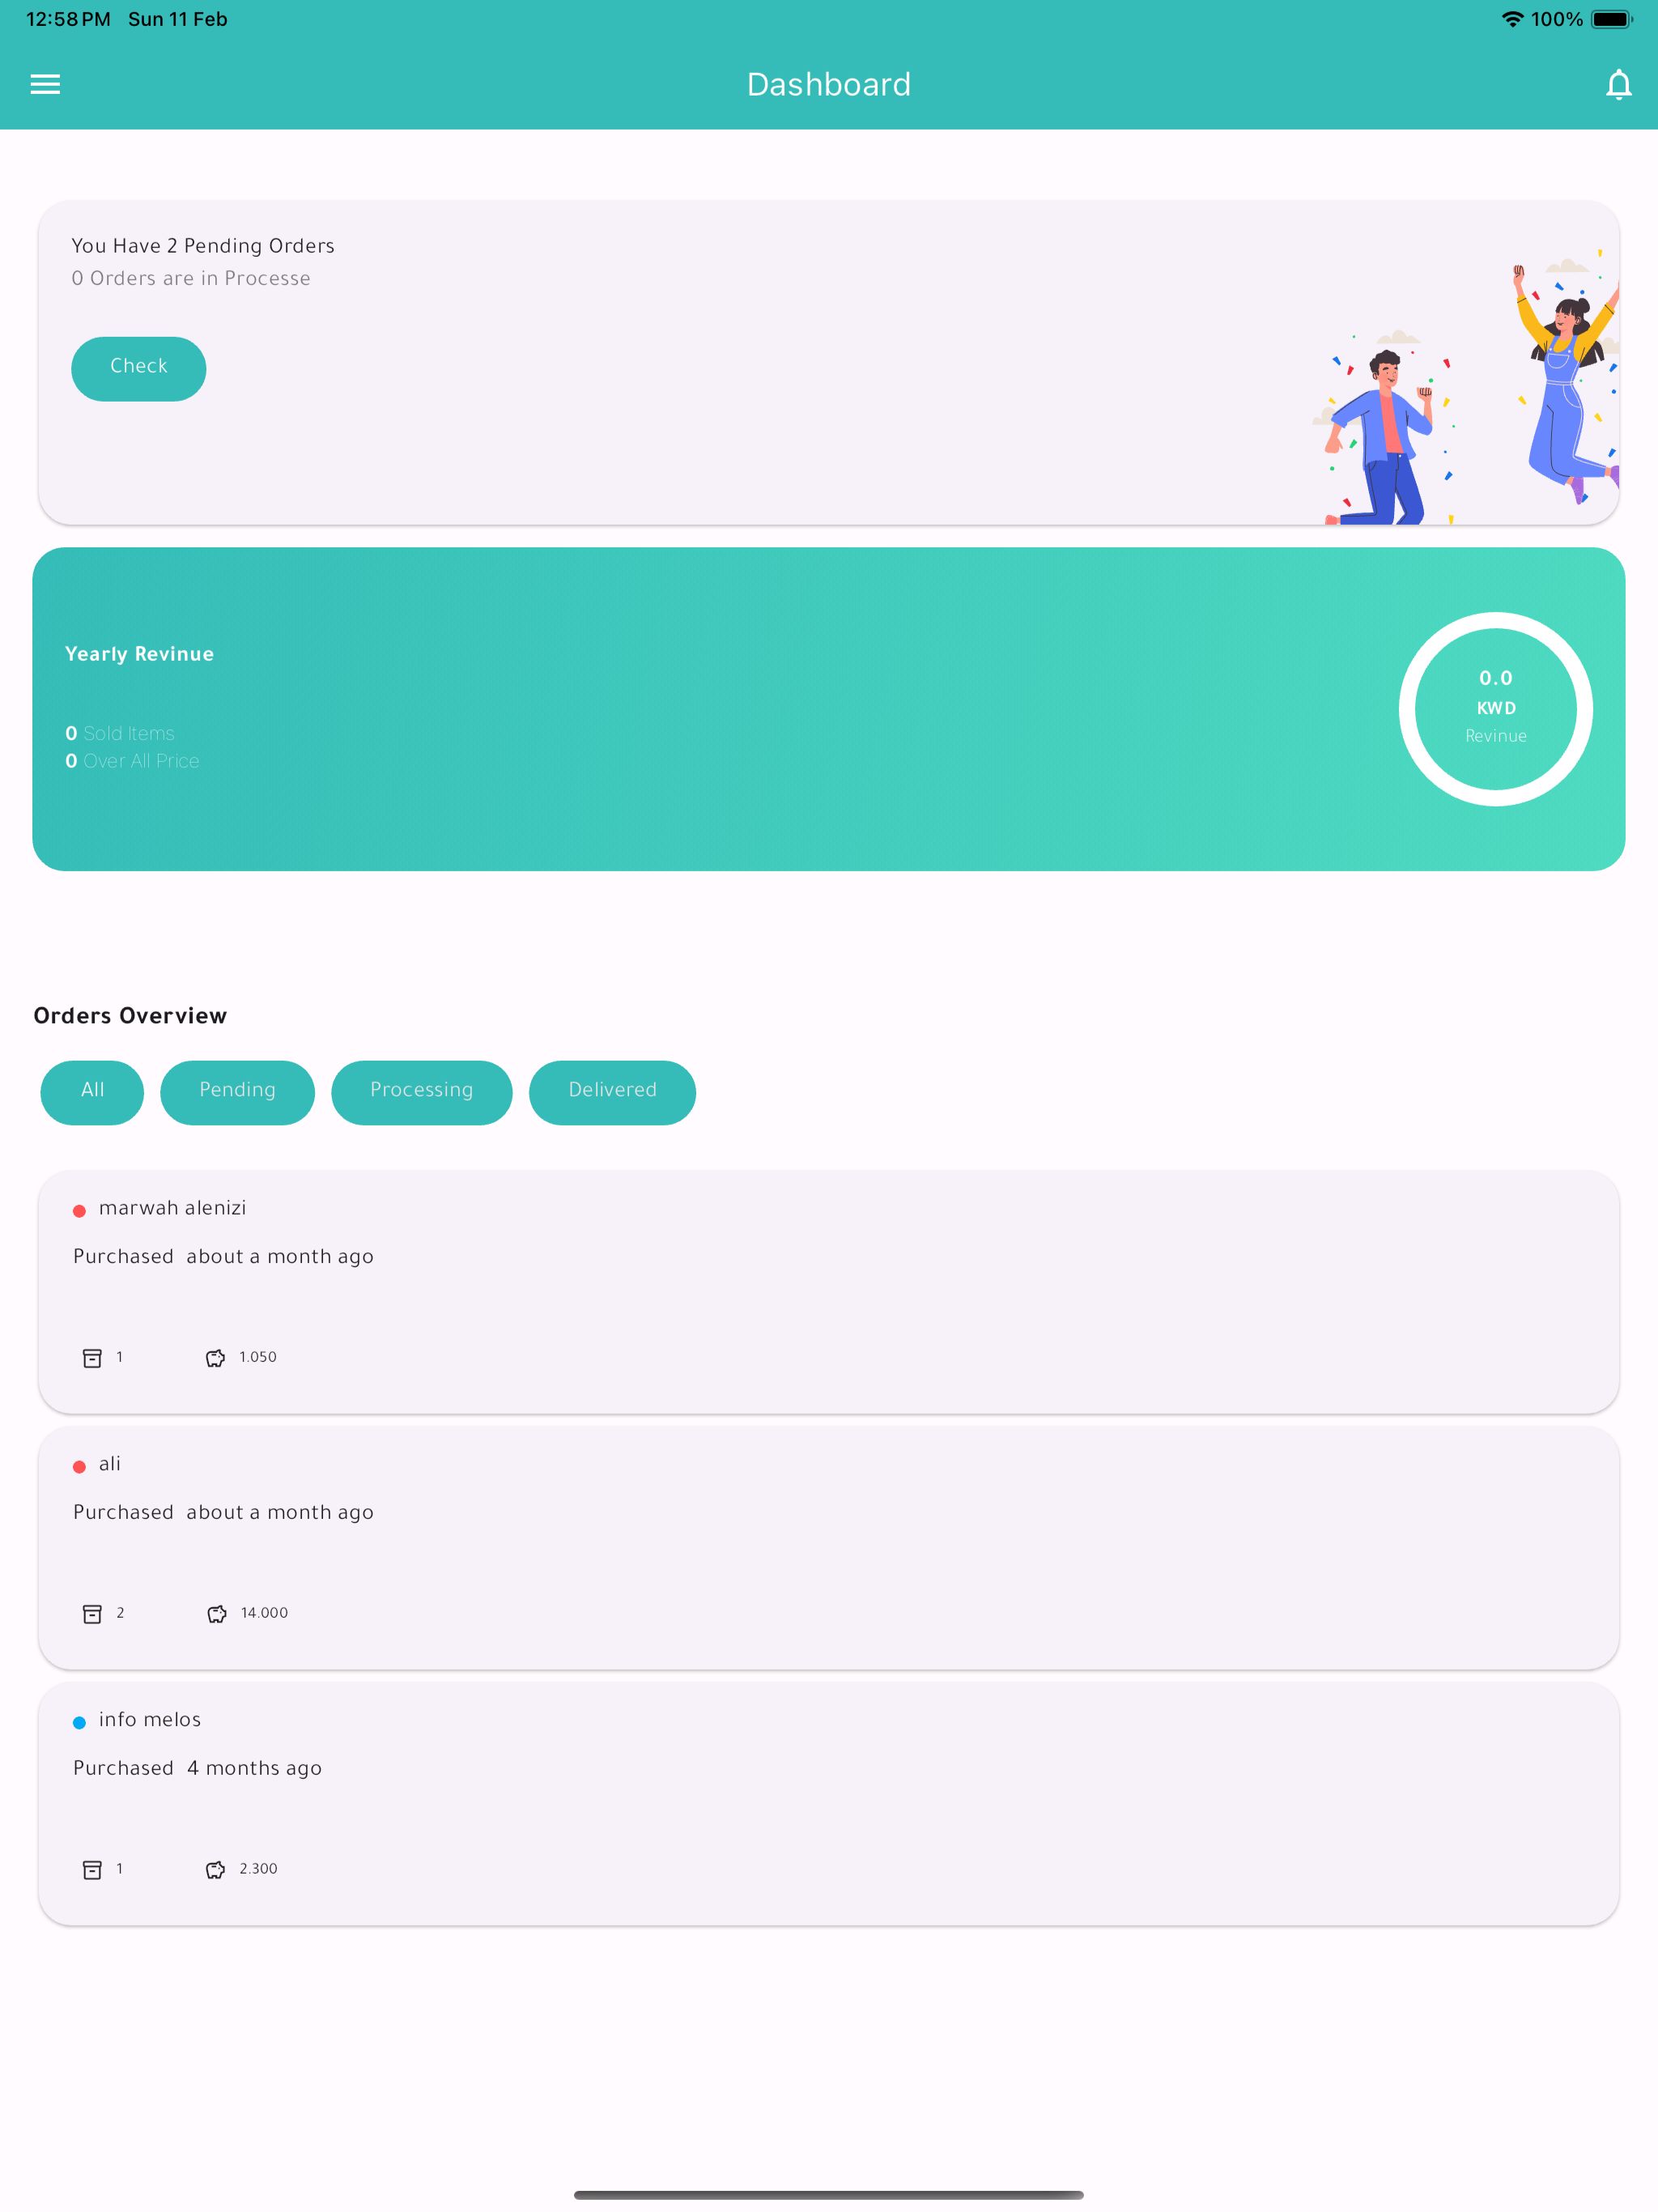 12:58 PM Sun 11 Feb 100%
Dashboard
You Have 2 Pending Orders
0 Orders are in Processe
Check
Yearly Revinue
0 Sold Items
0 Over All Price
0.0
KWD
Revinue
Orders Overview
All Pending Processing Delivered
marwah alenizi
Purchased about a month ago
1 1.050
ali
Purchased about a month ago
2 14.000
info melos
Purchased 4 months ago
1 2.300